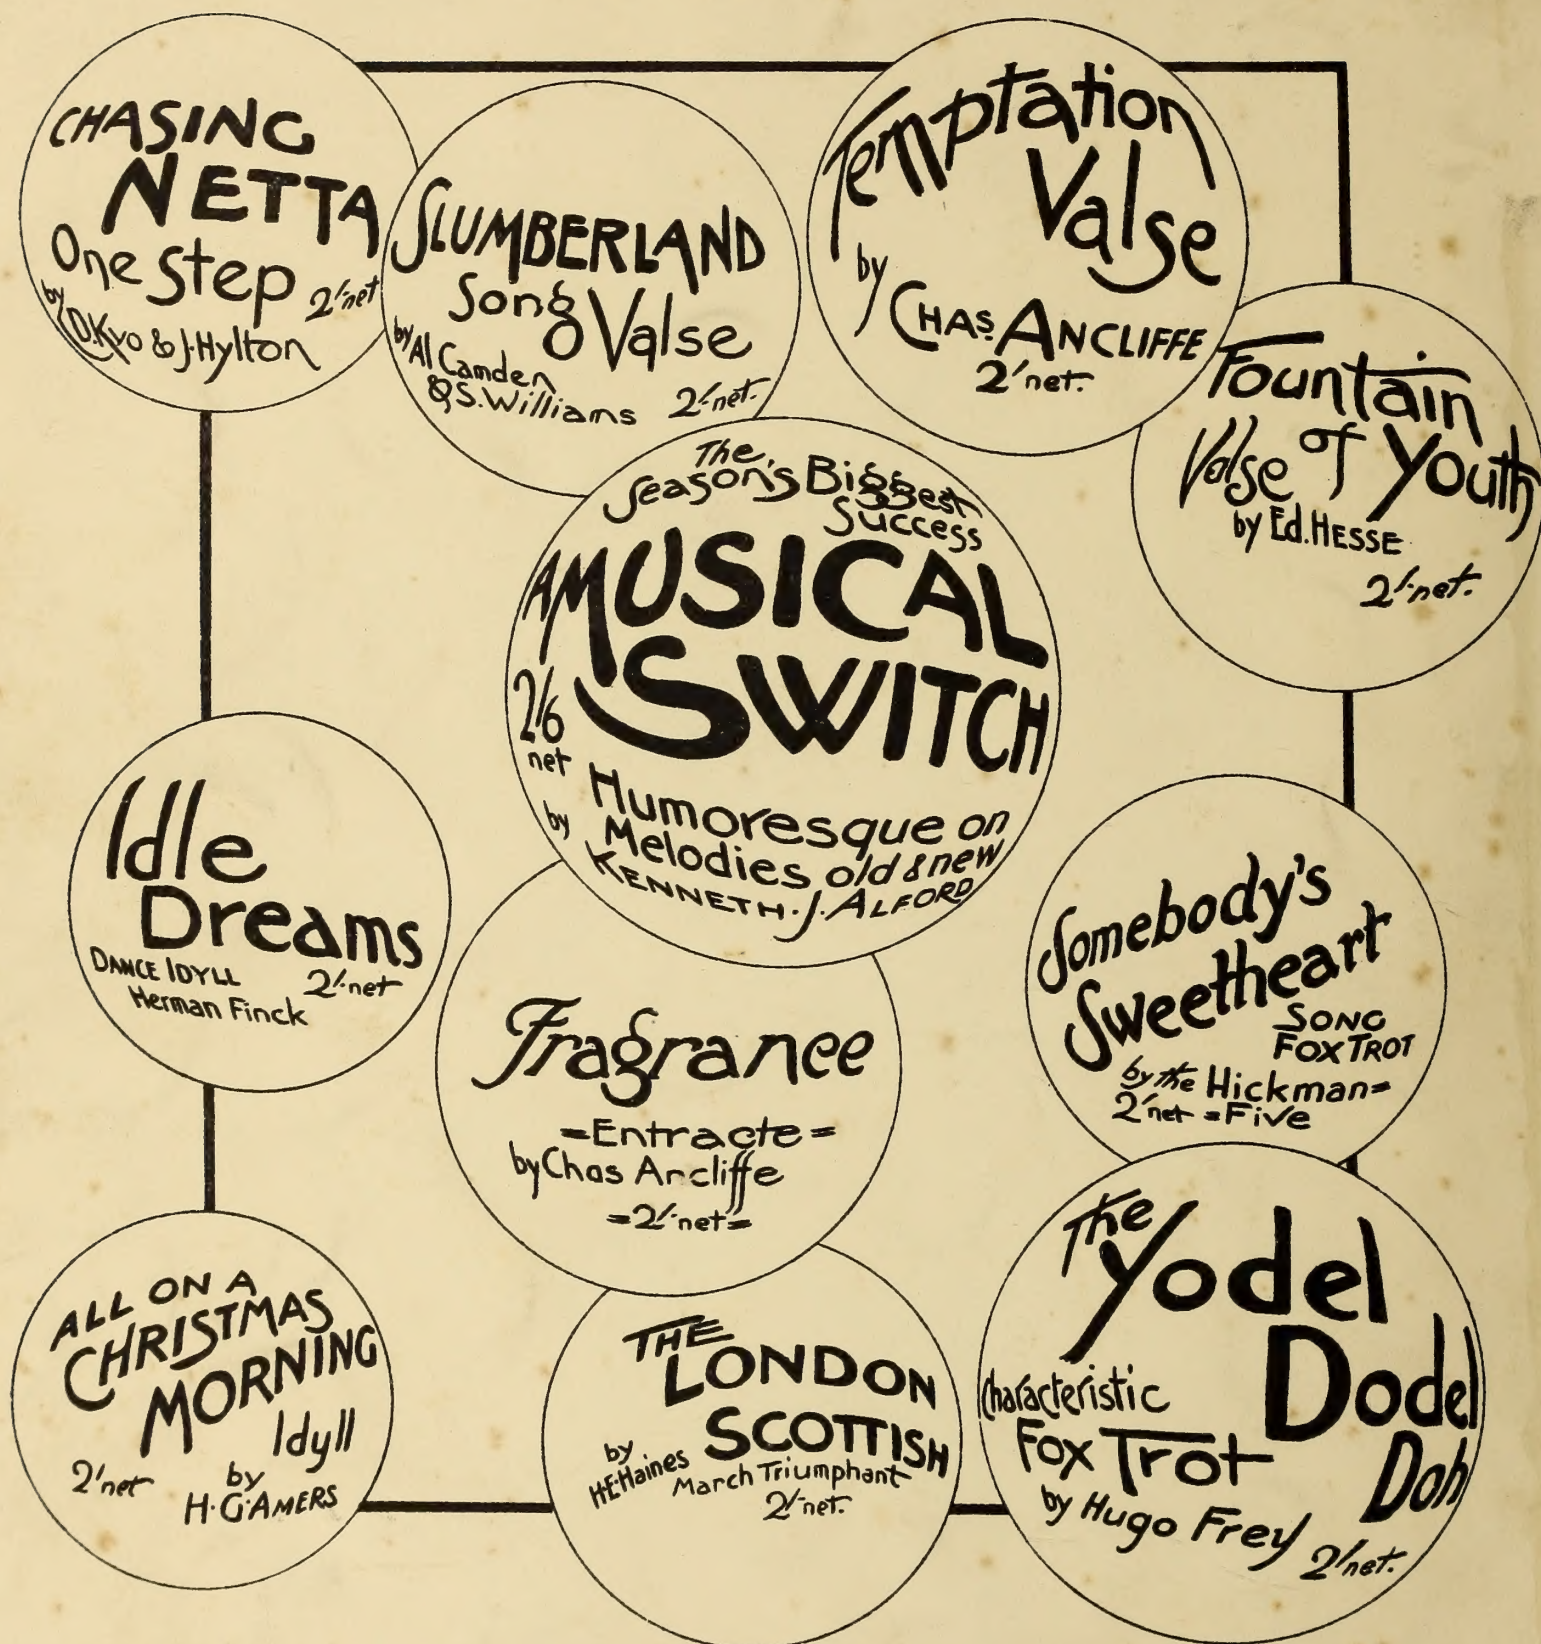 CHASING
NETTA
One Step 2/-net
by D. Kvo & J. Hylton
SLUMBERLAND
Song Valse
by Al Camden
& S. Williams 2/-net.
Temptation
Valse
by
CHAS. ANCLIFFE
2/net.
Fountain
Valse of Youth
by Ed. HESSE
2/-net.
The
Season's Biggest
Success
A MUSICAL
SWITCH
2/6
net
Humoresque on
Melodies old & new
by KENNETH. J. ALFORD
Idle
Dreams
DANCE IDYLL 2/-net
Herman Finck
Fragrance
=Entracte=
by Chas Ancliffe
=2/-net=
Somebody's
Sweetheart
SONG
FOX TROT
by the Hickman=
2/net =Five
ALL ON A
CHRISTMAS
MORNING
Idyll
2/net by
H. G. AMERS
THE
LONDON
SCOTTISH
by
H.E. Haines March Triumphant
2/-net.
The
Yodel
Dodel
Doh
Characteristic
Fox Trot
by Hugo Frey 2/net.